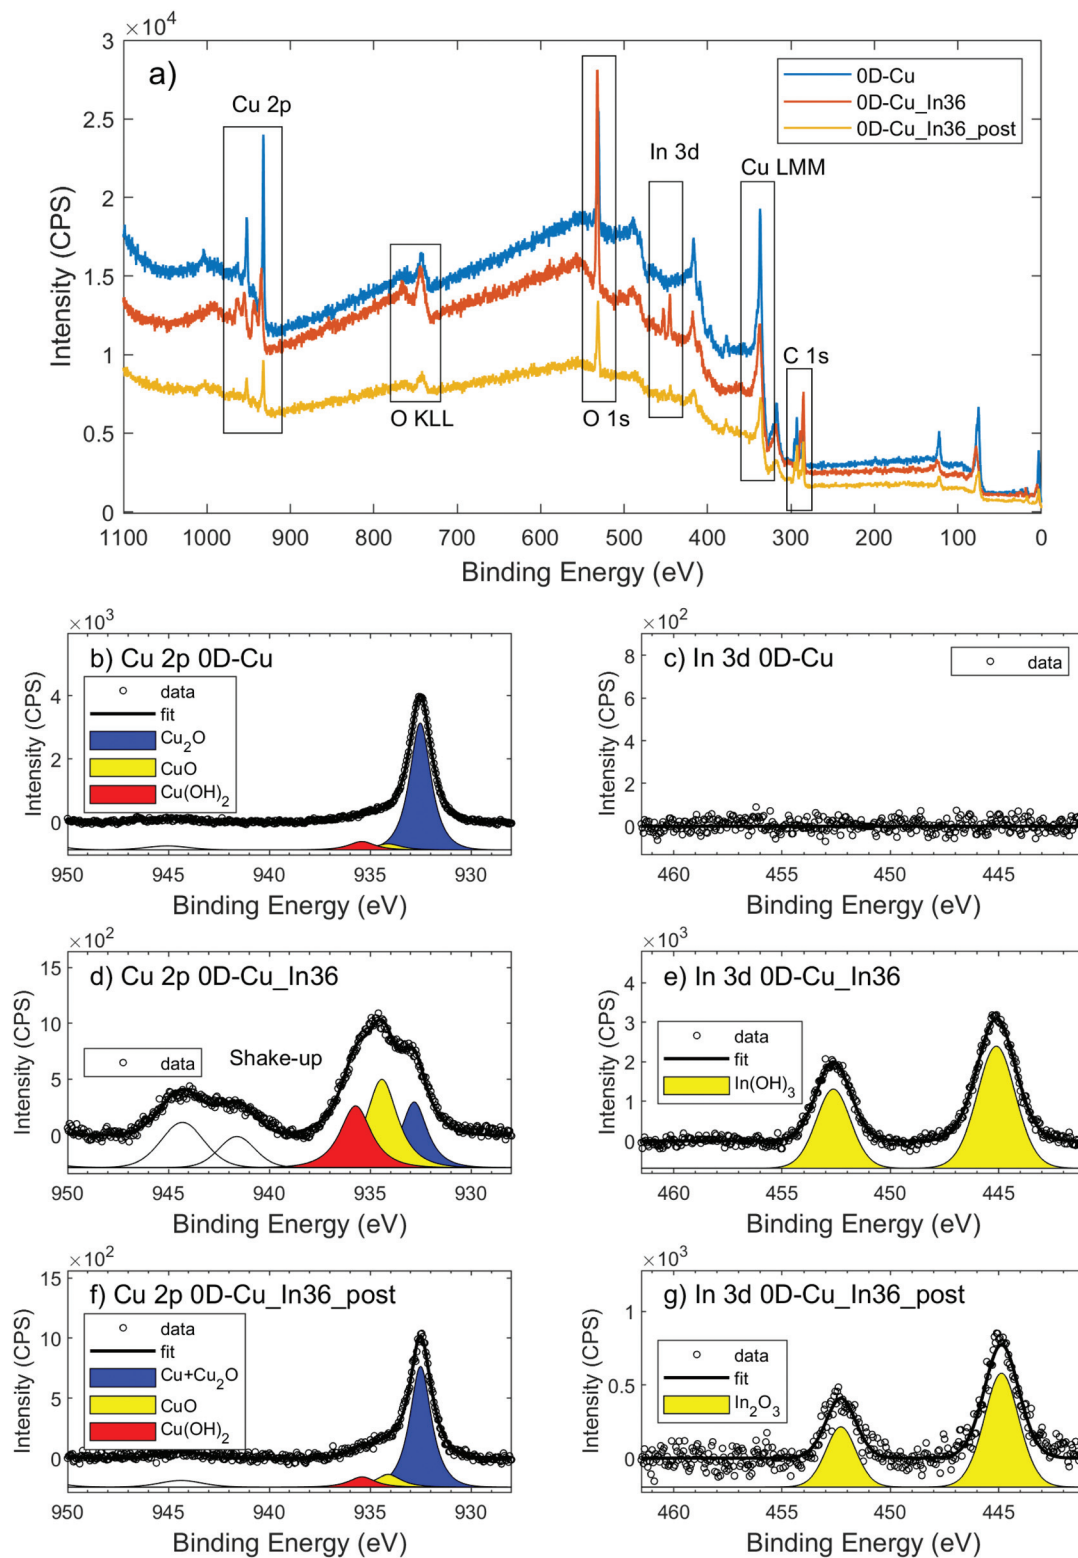 ×10⁴
3
2.5
2
1.5
1
0.5
0
Intensity (CPS)
a)
Cu 2p
O KLL
O 1s
In 3d
Cu LMM
C 1s
0D-Cu
0D-Cu_In36
0D-Cu_In36_post
1100 1000 900 800 700 600 500 400 300 200 100 0
Binding Energy (eV)
×10³
b) Cu 2p 0D-Cu
data
fit
Cu₂O
CuO
Cu(OH)₂
4
2
0
Intensity (CPS)
950 945 940 935 930
Binding Energy (eV)
×10²
c) In 3d 0D-Cu
data
8
6
4
2
0
Intensity (CPS)
460 455 450 445
Binding Energy (eV)
×10²
d) Cu 2p 0D-Cu_In36
data
Shake-up
15
10
5
0
Intensity (CPS)
950 945 940 935 930
Binding Energy (eV)
×10³
e) In 3d 0D-Cu_In36
data
fit
In(OH)₃
4
3
2
1
0
Intensity (CPS)
460 455 450 445
Binding Energy (eV)
×10²
f) Cu 2p 0D-Cu_In36_post
data
fit
Cu+Cu₂O
CuO
Cu(OH)₂
15
10
5
0
Intensity (CPS)
950 945 940 935 930
Binding Energy (eV)
×10³
g) In 3d 0D-Cu_In36_post
data
fit
In₂O₃
1
0.5
0
Intensity (CPS)
460 455 450 445
Binding Energy (eV)